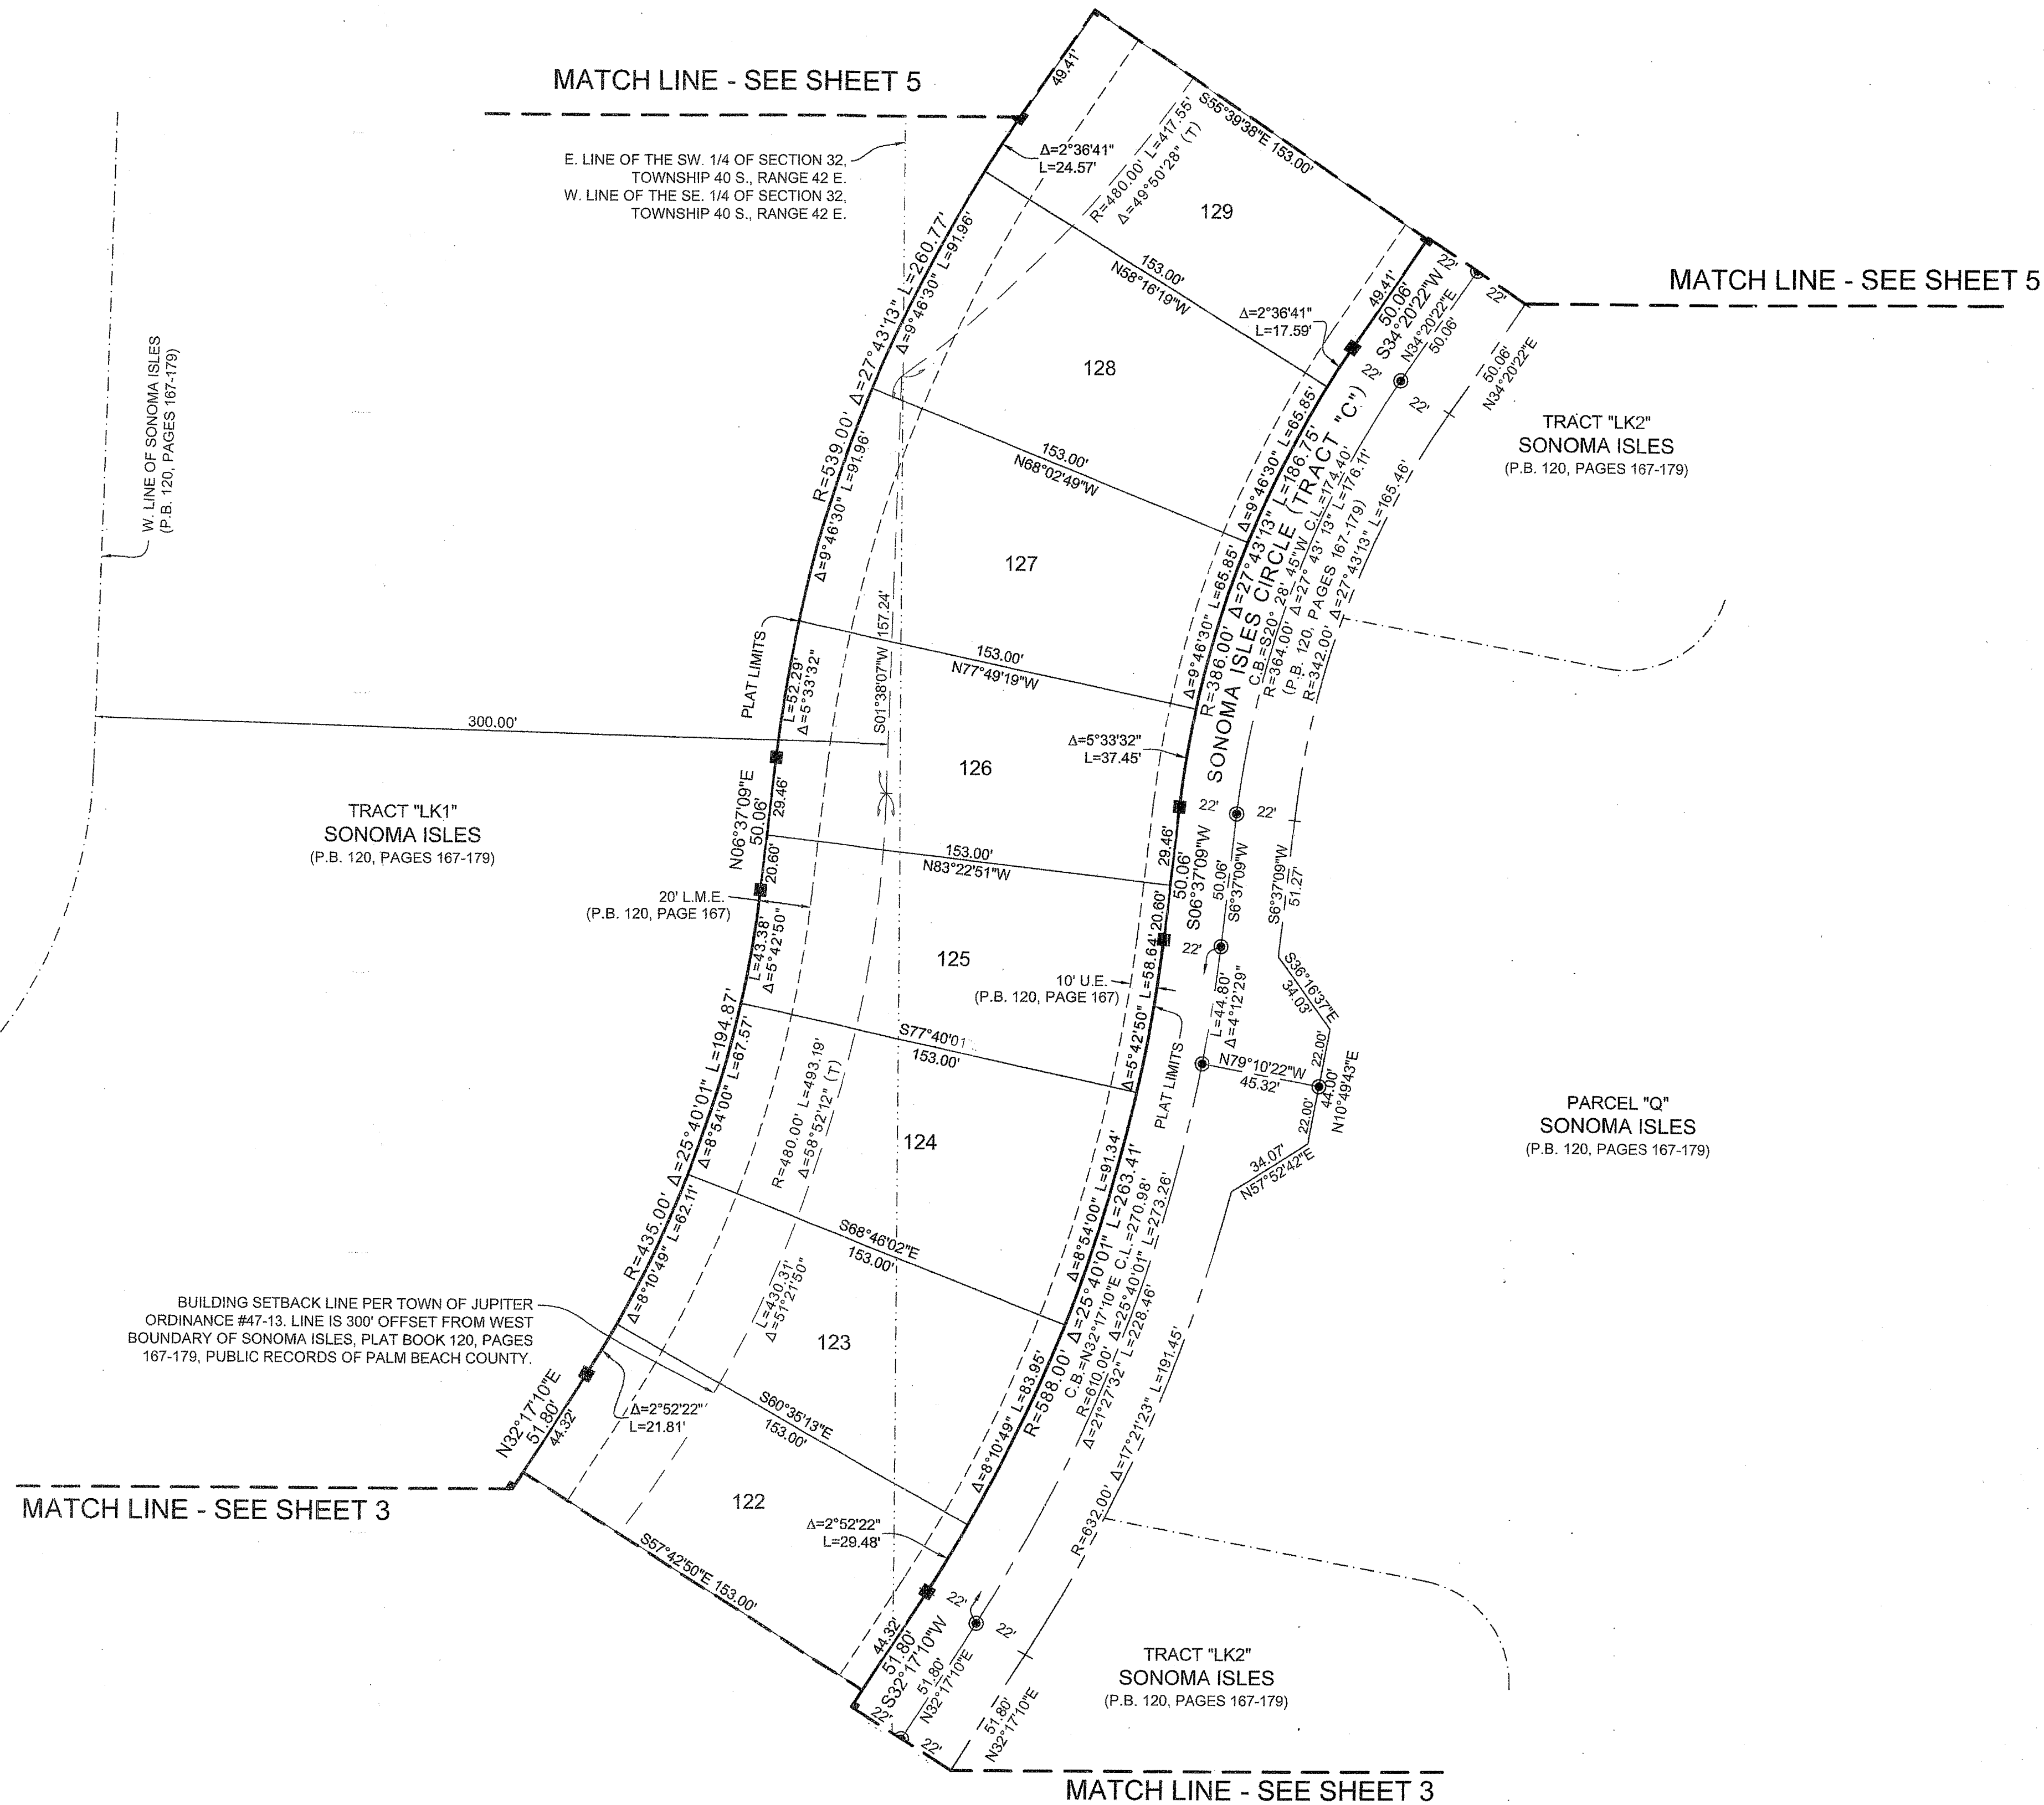 MATCH LINE - SEE SHEET 5
49.41'
E. LINE OF THE SW. 1/4 OF SECTION 32,
TOWNSHIP 40 S., RANGE 42 E.
W. LINE OF THE SE. 1/4 OF SECTION 32,
TOWNSHIP 40 S., RANGE 42 E.
Δ=2°36'41"
L=24.57'
R=480.00' L=417.55'
Δ=49°50'28" (T)
S55°39'38"E 153.00'
129
22'
22'
MATCH LINE - SEE SHEET 5
153.00'
N58°16'19"W
Δ=2°36'41"
L=17.59'
49.41'
50.06'
S34°20'22"W
N34°20'22"E
50.06'
22'
22'
50.06'
N34°20'22"E
R=539.00' Δ=27°43'13" L=260.77'
Δ=9°46'30" L=91.96'
128
W. LINE OF SONOMA ISLES
(P.B. 120, PAGES 167-179)
TRACT "LK2"
SONOMA ISLES
(P.B. 120, PAGES 167-179)
153.00'
N68°02'49"W
Δ=9°46'30" L=65.85'
Δ=9°46'30" L=91.96'
127
Δ=9°46'30" L=65.85'
R=386.00' Δ=27°43'13" L=186.75'
SONOMA ISLES CIRCLE (TRACT "C")
C.B.=S20° 28' 45"W C.L.=174.40'
R=364.00' Δ=27° 43' 13" L=176.11'
(P.B. 120, PAGES 167-179)
R=342.00' Δ=27°43'13" L=165.46'
S01°38'07"W 157.24'
PLAT LIMITS
L=52.29'
Δ=5°33'32"
153.00'
N77°49'19"W
300.00'
Δ=5°33'32"
L=37.45'
126
TRACT "LK1"
SONOMA ISLES
(P.B. 120, PAGES 167-179)
N06°37'09"E
50.06'
29.46'
20.60'
153.00'
N83°22'51"W
22'
22'
29.46'
50.06'
S06°37'09"W
20.60'
50.06'
S6°37'09"W
S6°37'09"W
51.27'
20' L.M.E.
(P.B. 120, PAGE 167)
L=43.38'
Δ=5°42'50"
125
22'
10' U.E.
(P.B. 120, PAGE 167)
Δ=5°42'50" L=58.64'
L=44.80'
Δ=4°12'29"
S36°16'37"E
34.03'
S77°40'01"
153.00'
PLAT LIMITS
N79°10'22"W
45.32'
22.00'
22.00'
44.00'
N10°49'43"E
34.07'
N57°52'42"E
PARCEL "Q"
SONOMA ISLES
(P.B. 120, PAGES 167-179)
R=435.00' Δ=25°40'01" L=194.87'
Δ=8°54'00" L=67.57'
R=480.00' L=493.19'
Δ=58°52'12" (T)
124
Δ=8°54'00" L=91.34'
R=588.00' Δ=25°40'01" L=263.41'
C.B.=N32°17'10"E C.L.=270.98'
R=610.00' Δ=25°40'01" L=273.26'
Δ=21°27'32" L=228.46'
R=632.00' Δ=17°21'23" L=191.45'
S68°46'02"E
153.00'
Δ=8°10'49" L=62.11'
L=430.31'
Δ=51°21'50"
123
BUILDING SETBACK LINE PER TOWN OF JUPITER
ORDINANCE #47-13. LINE IS 300' OFFSET FROM WEST
BOUNDARY OF SONOMA ISLES, PLAT BOOK 120, PAGES
167-179, PUBLIC RECORDS OF PALM BEACH COUNTY.
Δ=8°10'49" L=83.95'
S60°35'13"E
153.00'
Δ=2°52'22"
L=21.81'
N32°17'10"E
51.80'
44.32'
MATCH LINE - SEE SHEET 3
122
Δ=2°52'22"
L=29.48'
S57°42'50"E 153.00'
22'
22'
44.32'
51.80'
S32°17'10"W
51.80'
N32°17'10"E
51.80'
N32°17'10"E
22'
22'
TRACT "LK2"
SONOMA ISLES
(P.B. 120, PAGES 167-179)
MATCH LINE - SEE SHEET 3